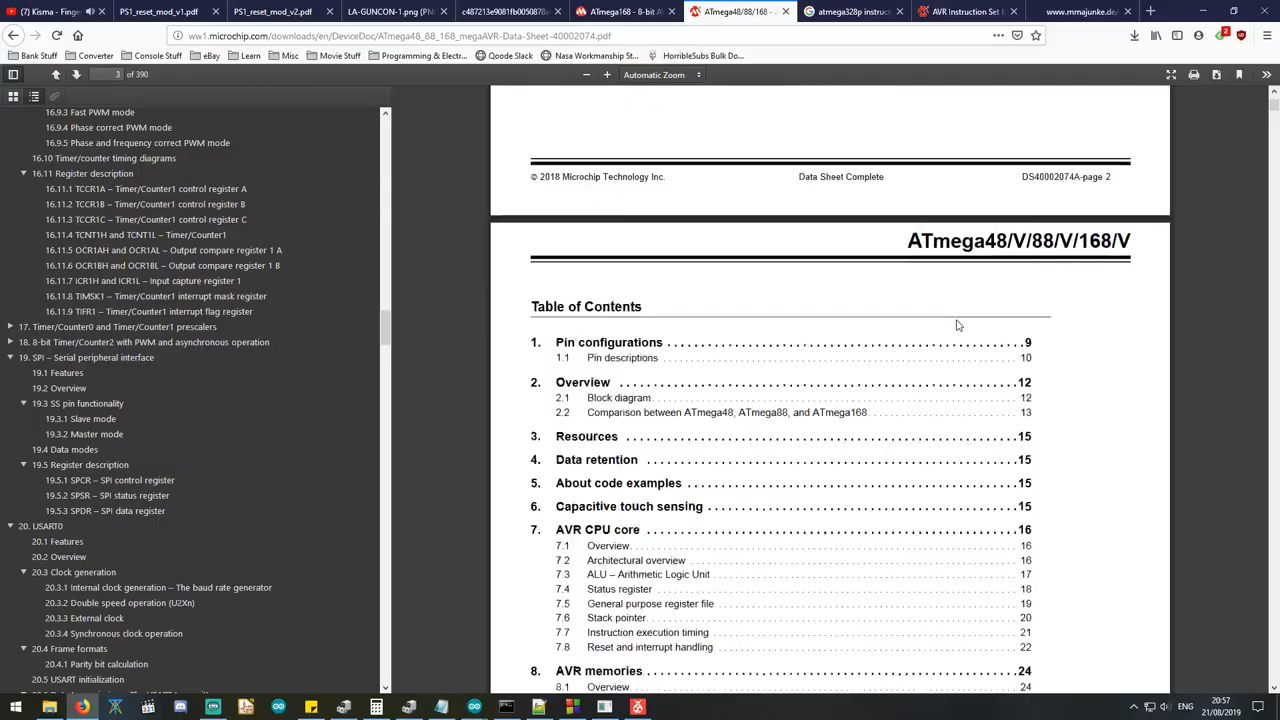 Kisma - Finger
PS1_reset_mod_v1.pdf
PS1_reset_mod_v2.pdf
LA-GUNCON-1.png (PN
c487213e9081fb0050878a
ATmega168 - 8-bit AV
ATmega48/88/168 -
atmega328p instruct
AVR Instruction Set M
www.mmajunke.de/
ww1.microchip.com/downloads/en/DeviceDoc/ATmega48_88_168_megaAVR-Data-Sheet-40002074.pdf
Bank Stuff
Converter
Console Stuff
eBay
Learn
Misc
Movie Stuff
Programming & Electr...
Qoode Slack
Nasa Workmanship St...
HorribleSubs Bulk Do...
3
of 390
Automatic Zoom
16.9.3 Fast PWM mode
16.9.4 Phase correct PWM mode
16.9.5 Phase and frequency correct PWM mode
16.10 Timer/counter timing diagrams
16.11 Register description
16.11.1 TCCR1A – Timer/Counter1 control register A
16.11.2 TCCR1B – Timer/Counter1 control register B
16.11.3 TCCR1C – Timer/Counter1 control register C
16.11.4 TCNT1H and TCNT1L – Timer/Counter1
16.11.5 OCR1AH and OCR1AL – Output compare register 1 A
16.11.6 OCR1BH and OCR1BL – Output compare register 1 B
16.11.7 ICR1H and ICR1L – Input capture register 1
16.11.8 TIMSK1 – Timer/Counter1 interrupt mask register
16.11.9 TIFR1 – Timer/Counter1 interrupt flag register
17. Timer/Counter0 and Timer/Counter1 prescalers
18. 8-bit Timer/Counter2 with PWM and asynchronous operation
19. SPI – Serial peripheral interface
19.1 Features
19.2 Overview
19.3 SS pin functionality
19.3.1 Slave mode
19.3.2 Master mode
19.4 Data modes
19.5 Register description
19.5.1 SPCR – SPI control register
19.5.2 SPSR – SPI status register
19.5.3 SPDR – SPI data register
20. USART0
20.1 Features
20.2 Overview
20.3 Clock generation
20.3.1 Internal clock generation – The baud rate generator
20.3.2 Double speed operation (U2Xn)
20.3.3 External clock
20.3.4 Synchronous clock operation
20.4 Frame formats
20.4.1 Parity bit calculation
20.5 USART initialization
© 2018 Microchip Technology Inc.
Data Sheet Complete
DS40002074A-page 2
ATmega48/V/88/V/168/V
Table of Contents
1. Pin configurations 9
1.1 Pin descriptions 10
2. Overview 12
2.1 Block diagram 12
2.2 Comparison between ATmega48, ATmega88, and ATmega168 13
3. Resources 15
4. Data retention 15
5. About code examples 15
6. Capacitive touch sensing 15
7. AVR CPU core 16
7.1 Overview 16
7.2 Architectural overview 16
7.3 ALU – Arithmetic Logic Unit 17
7.4 Status register 18
7.5 General purpose register file 19
7.6 Stack pointer 20
7.7 Instruction execution timing 21
7.8 Reset and interrupt handling 22
8. AVR memories 24
8.1 Overview 24
ENG
20:57
21/08/2019